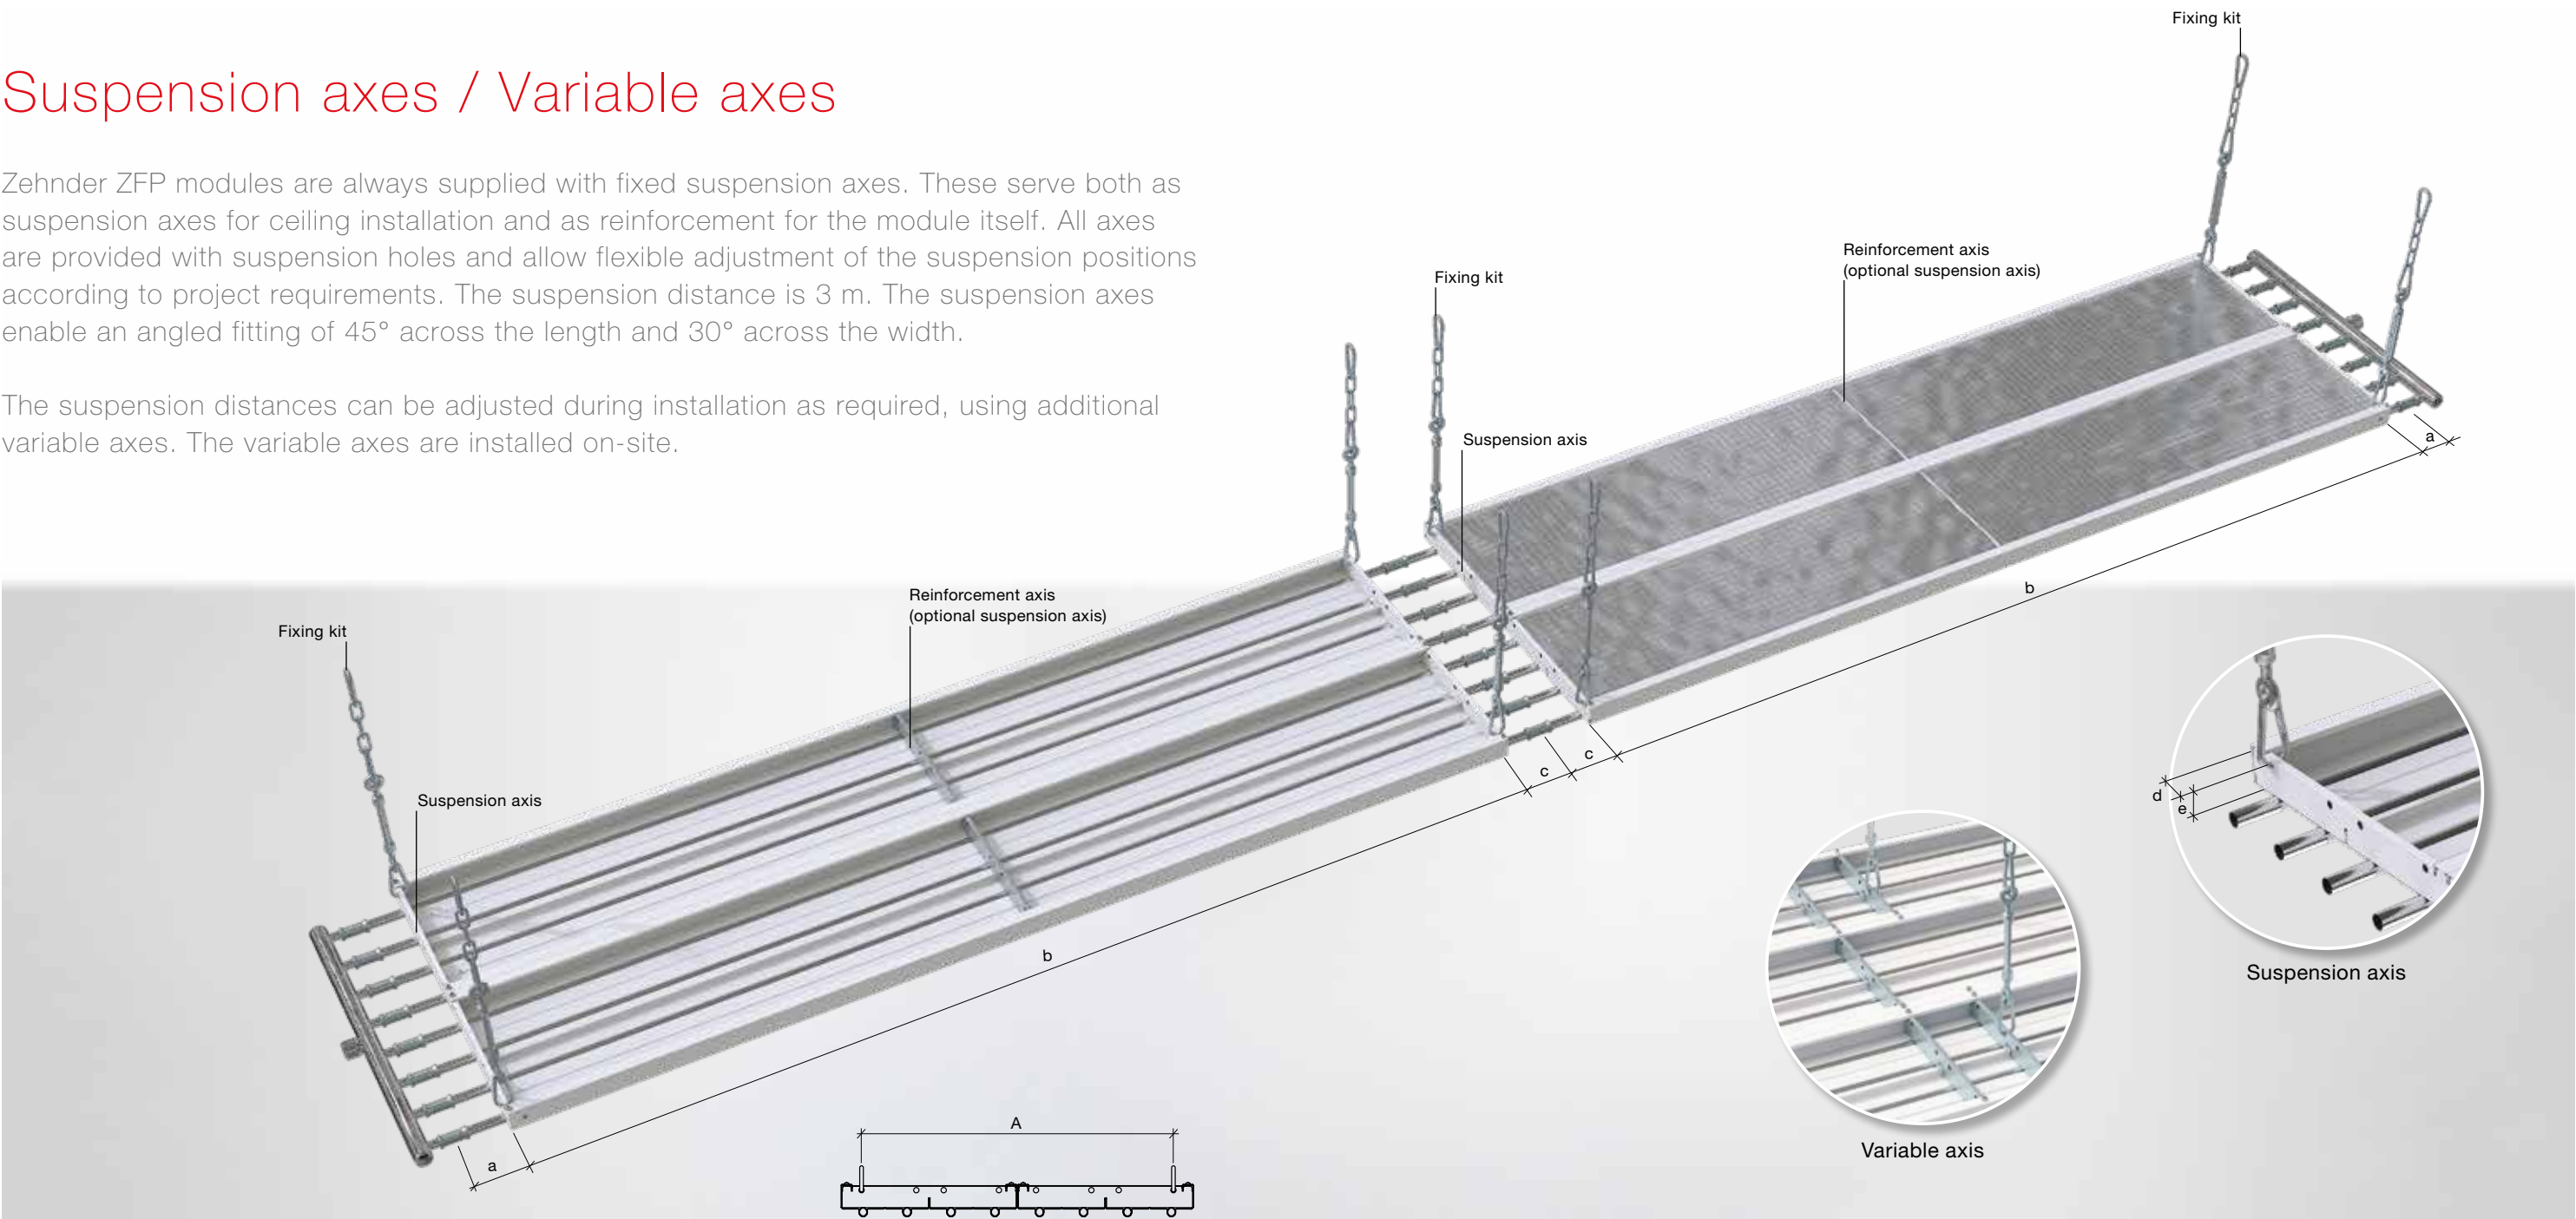 Suspension axes / Variable axes
Zehnder ZFP modules are always supplied with fixed suspension axes. These serve both as
suspension axes for ceiling installation and as reinforcement for the module itself. All axes
are provided with suspension holes and allow flexible adjustment of the suspension positions
according to project requirements. The suspension distance is 3 m. The suspension axes
enable an angled fitting of 45° across the length and 30° across the width.
The suspension distances can be adjusted during installation as required, using additional
variable axes. The variable axes are installed on-site.
Fixing kit
Reinforcement axis
(optional suspension axis)
Fixing kit
Suspension axis
a
b
Reinforcement axis
(optional suspension axis)
Fixing kit
Suspension axis
c
c
b
a
A
d
e
Suspension axis
Variable axis